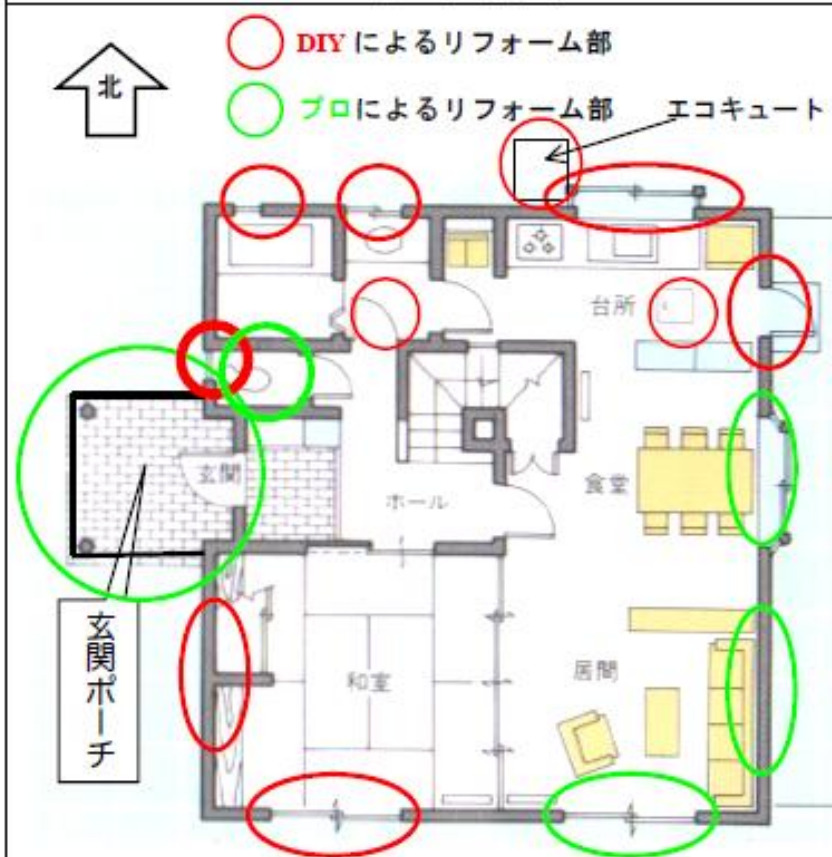 DIYによるリフォーム部
北
プロによるリフォーム部
エコキュート
台所
玄関
ホール
食堂
玄関ポーチ
和室
居間